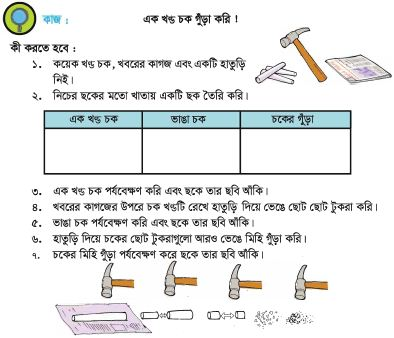 কাজ : এক খন্ড চক গুঁড়া করি !
কী করতে হবে :
১. কয়েক খন্ড চক, খবরের কাগজ এবং একটি হাতুড়ি
নিই।
২. নিচের ছকের মতো খাতায় একটি ছক তৈরি করি।
এক খন্ড চক ভাঙা চক চকের গুঁড়া
৩. এক খন্ড চক পর্যবেক্ষণ করি এবং ছকে তার ছবি আঁকি।
৪. খবরের কাগজের উপরে চক খন্ডটি রেখে হাতুড়ি দিয়ে ভেঙে ছোট ছোট টুকরা করি।
৫. ভাঙা চক পর্যবেক্ষণ করি এবং ছকে তার ছবি আঁকি।
৬. হাতুড়ি দিয়ে চকের ছোট টুকরাগুলো আরও ভেঙে মিহি গুঁড়া করি।
৭. চকের মিহি গুঁড়া পর্যবেক্ষণ করে ছকে তার ছবি আঁকি।